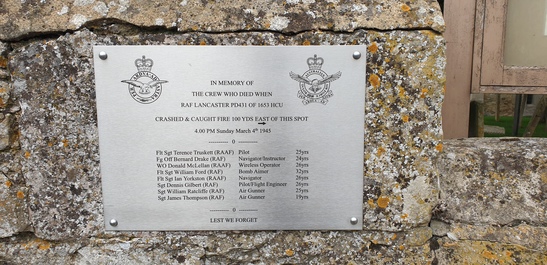 IN MEMORY OF
THE CREW WHO DIED WHEN
RAF LANCASTER PD431 OF 1653 HCU
CRASHED & CAUGHT FIRE 100 YDS EAST OF THIS SPOT
4.00 PM Sunday March 4th 1945
0
Flt Sgt Terence Truskett (RAAF) Pilot 25yrs
Fg Off Bernard Drake (RAF) Navigator/Instructor 24yrs
WO Donald McLellan (RAAF) Wireless Operator 26yrs
Flt Sgt William Ford (RAF) Bomb Aimer 32yrs
Flt Sgt Ian Yorkston (RAAF) Navigator 26yrs
Sgt Dennis Gilbert (RAF) Pilot/Flight Engineer 26yrs
Sgt William Ratcliffe (RAF) Air Gunner 25yrs
Sgt James Thompson (RAF) Air Gunner 19yrs
0
LEST WE FORGET